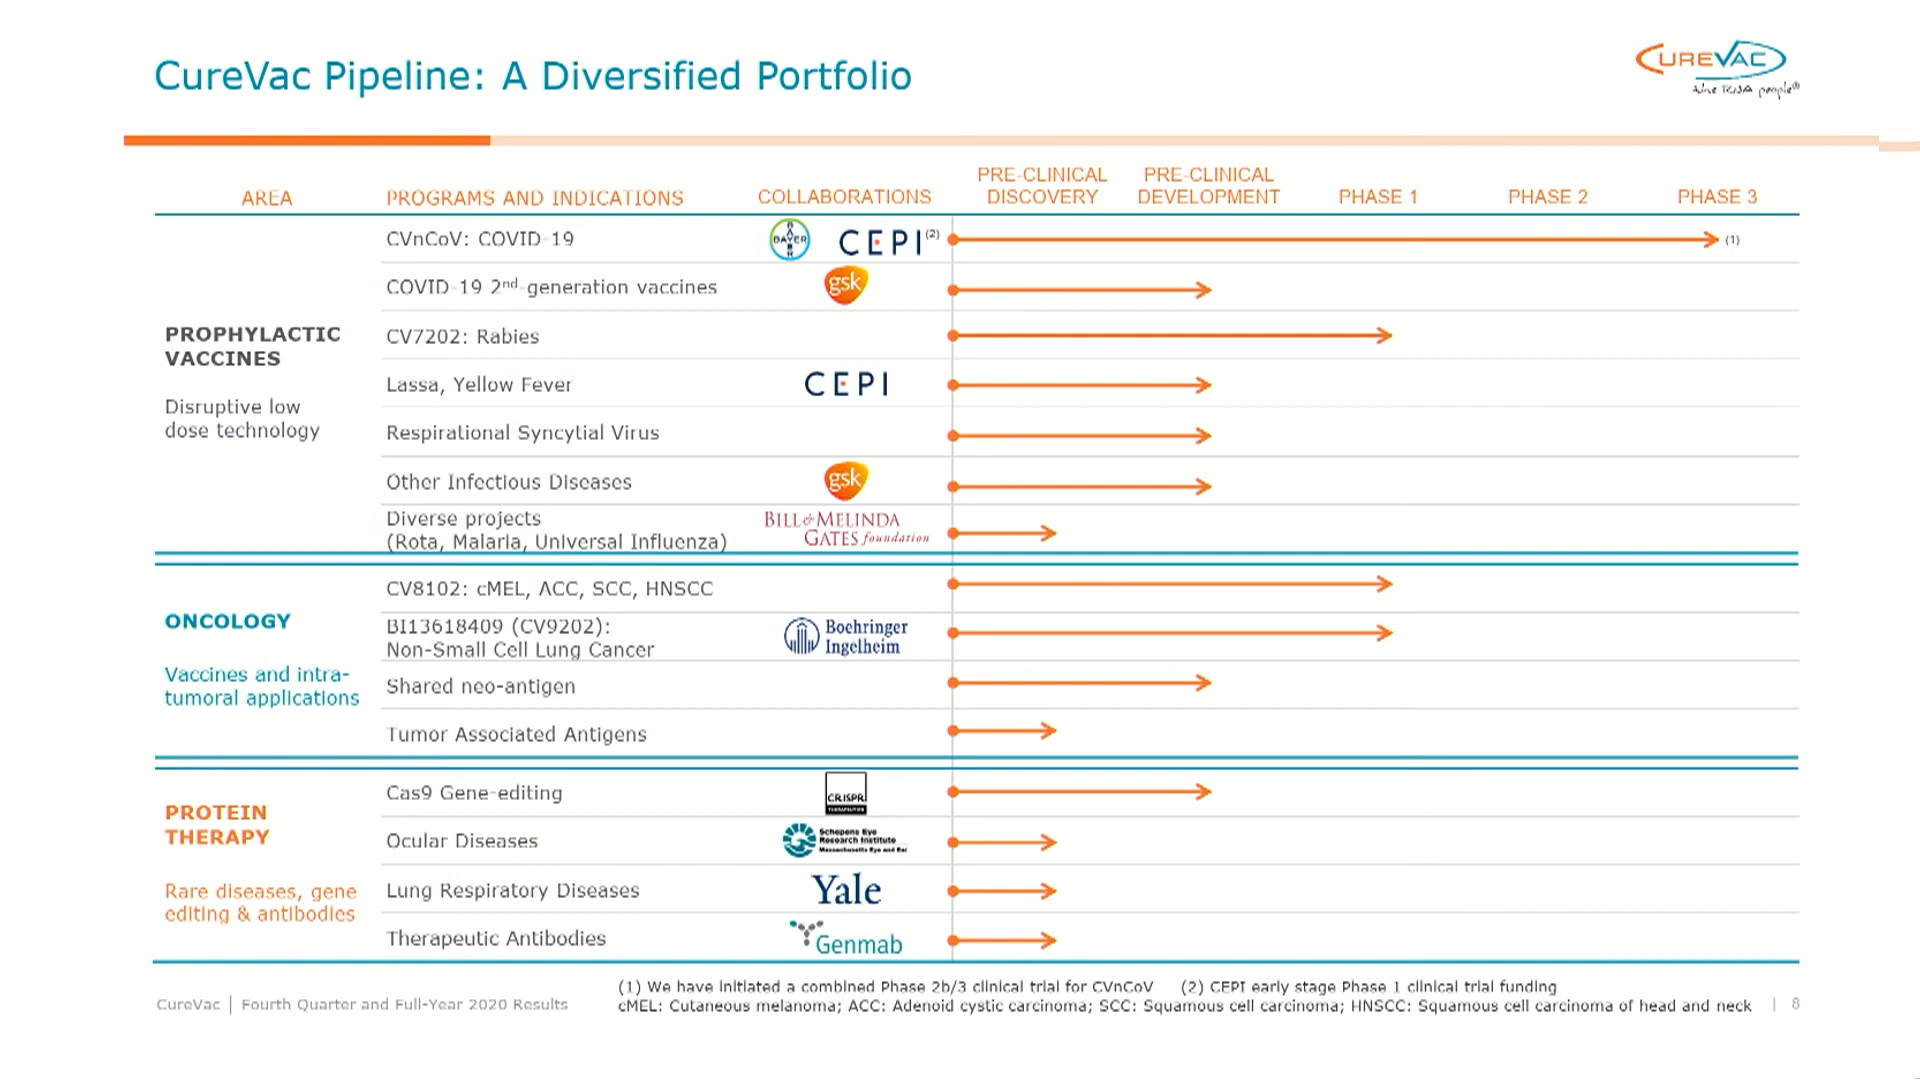 CureVac Pipeline: A Diversified Portfolio
CUREVAC
the RNA people®
AREA
PROGRAMS AND INDICATIONS
COLLABORATIONS
PRE-CLINICAL
DISCOVERY
PRE-CLINICAL
DEVELOPMENT
PHASE 1
PHASE 2
PHASE 3
PROPHYLACTIC
VACCINES
Disruptive low
dose technology
CVnCoV: COVID-19
BAYER
BAYER
CEPI(2)
(1)
COVID-19 2nd-generation vaccines
gsk
CV7202: Rabies
Lassa, Yellow Fever
CEPI
Respirational Syncytial Virus
Other Infectious Diseases
gsk
Diverse projects
(Rota, Malaria, Universal Influenza)
BILL & MELINDA
GATES foundation
ONCOLOGY
Vaccines and intra-
tumoral applications
CV8102: cMEL, ACC, SCC, HNSCC
BI13618409 (CV9202):
Non-Small Cell Lung Cancer
Boehringer
Ingelheim
Shared neo-antigen
Tumor Associated Antigens
PROTEIN
THERAPY
Rare diseases, gene
editing & antibodies
Cas9 Gene-editing
CRISPR
THERAPEUTICS
Ocular Diseases
Schepens Eye
Research Institute
Massachusetts Eye and Ear
Lung Respiratory Diseases
Yale
Therapeutic Antibodies
Genmab
(1) We have initiated a combined Phase 2b/3 clinical trial for CVnCoV (2) CEPI early stage Phase 1 clinical trial funding
cMEL: Cutaneous melanoma; ACC: Adenoid cystic carcinoma; SCC: Squamous cell carcinoma; HNSCC: Squamous cell carcinoma of head and neck
CureVac | Fourth Quarter and Full-Year 2020 Results
| 8